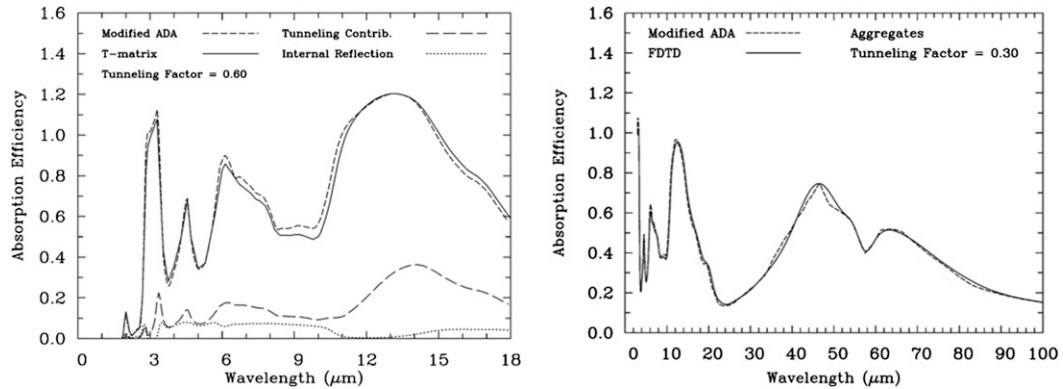 1.6
Modified ADA
Tunneling Contrib.
1.4
T-matrix
Internal Reflection
Tunneling Factor = 0.60
1.2
1.0
0.8
0.6
0.4
0.2
0.0
Absorption Efficiency
0 3 6 9 12 15 18
Wavelength (μm)
1.6
Modified ADA
Aggregates
1.4
FDTD
Tunneling Factor = 0.30
1.2
1.0
0.8
0.6
0.4
0.2
0.0
Absorption Efficiency
0 10 20 30 40 50 60 70 80 90 100
Wavelength (μm)